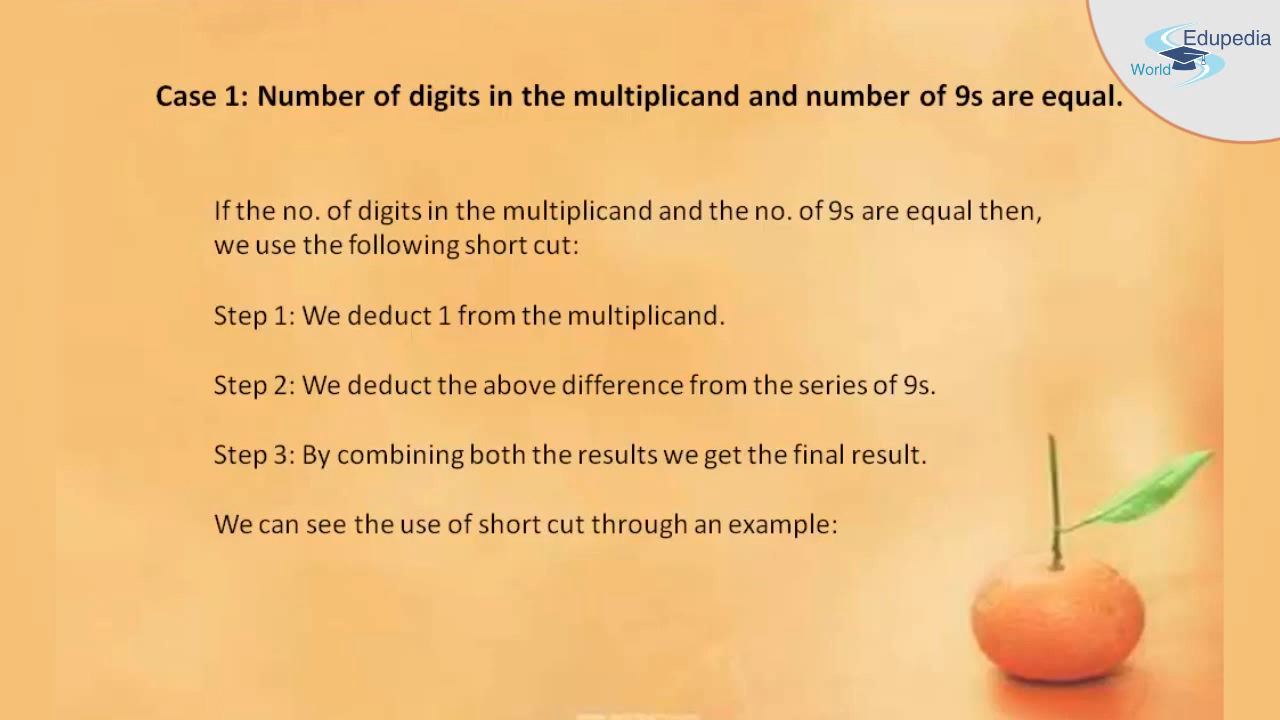 Edupedia
World
Case 1: Number of digits in the multiplicand and number of 9s are equal.
If the no. of digits in the multiplicand and the no. of 9s are equal then,
we use the following short cut:
Step 1: We deduct 1 from the multiplicand.
Step 2: We deduct the above difference from the series of 9s.
Step 3: By combining both the results we get the final result.
We can see the use of short cut through an example: